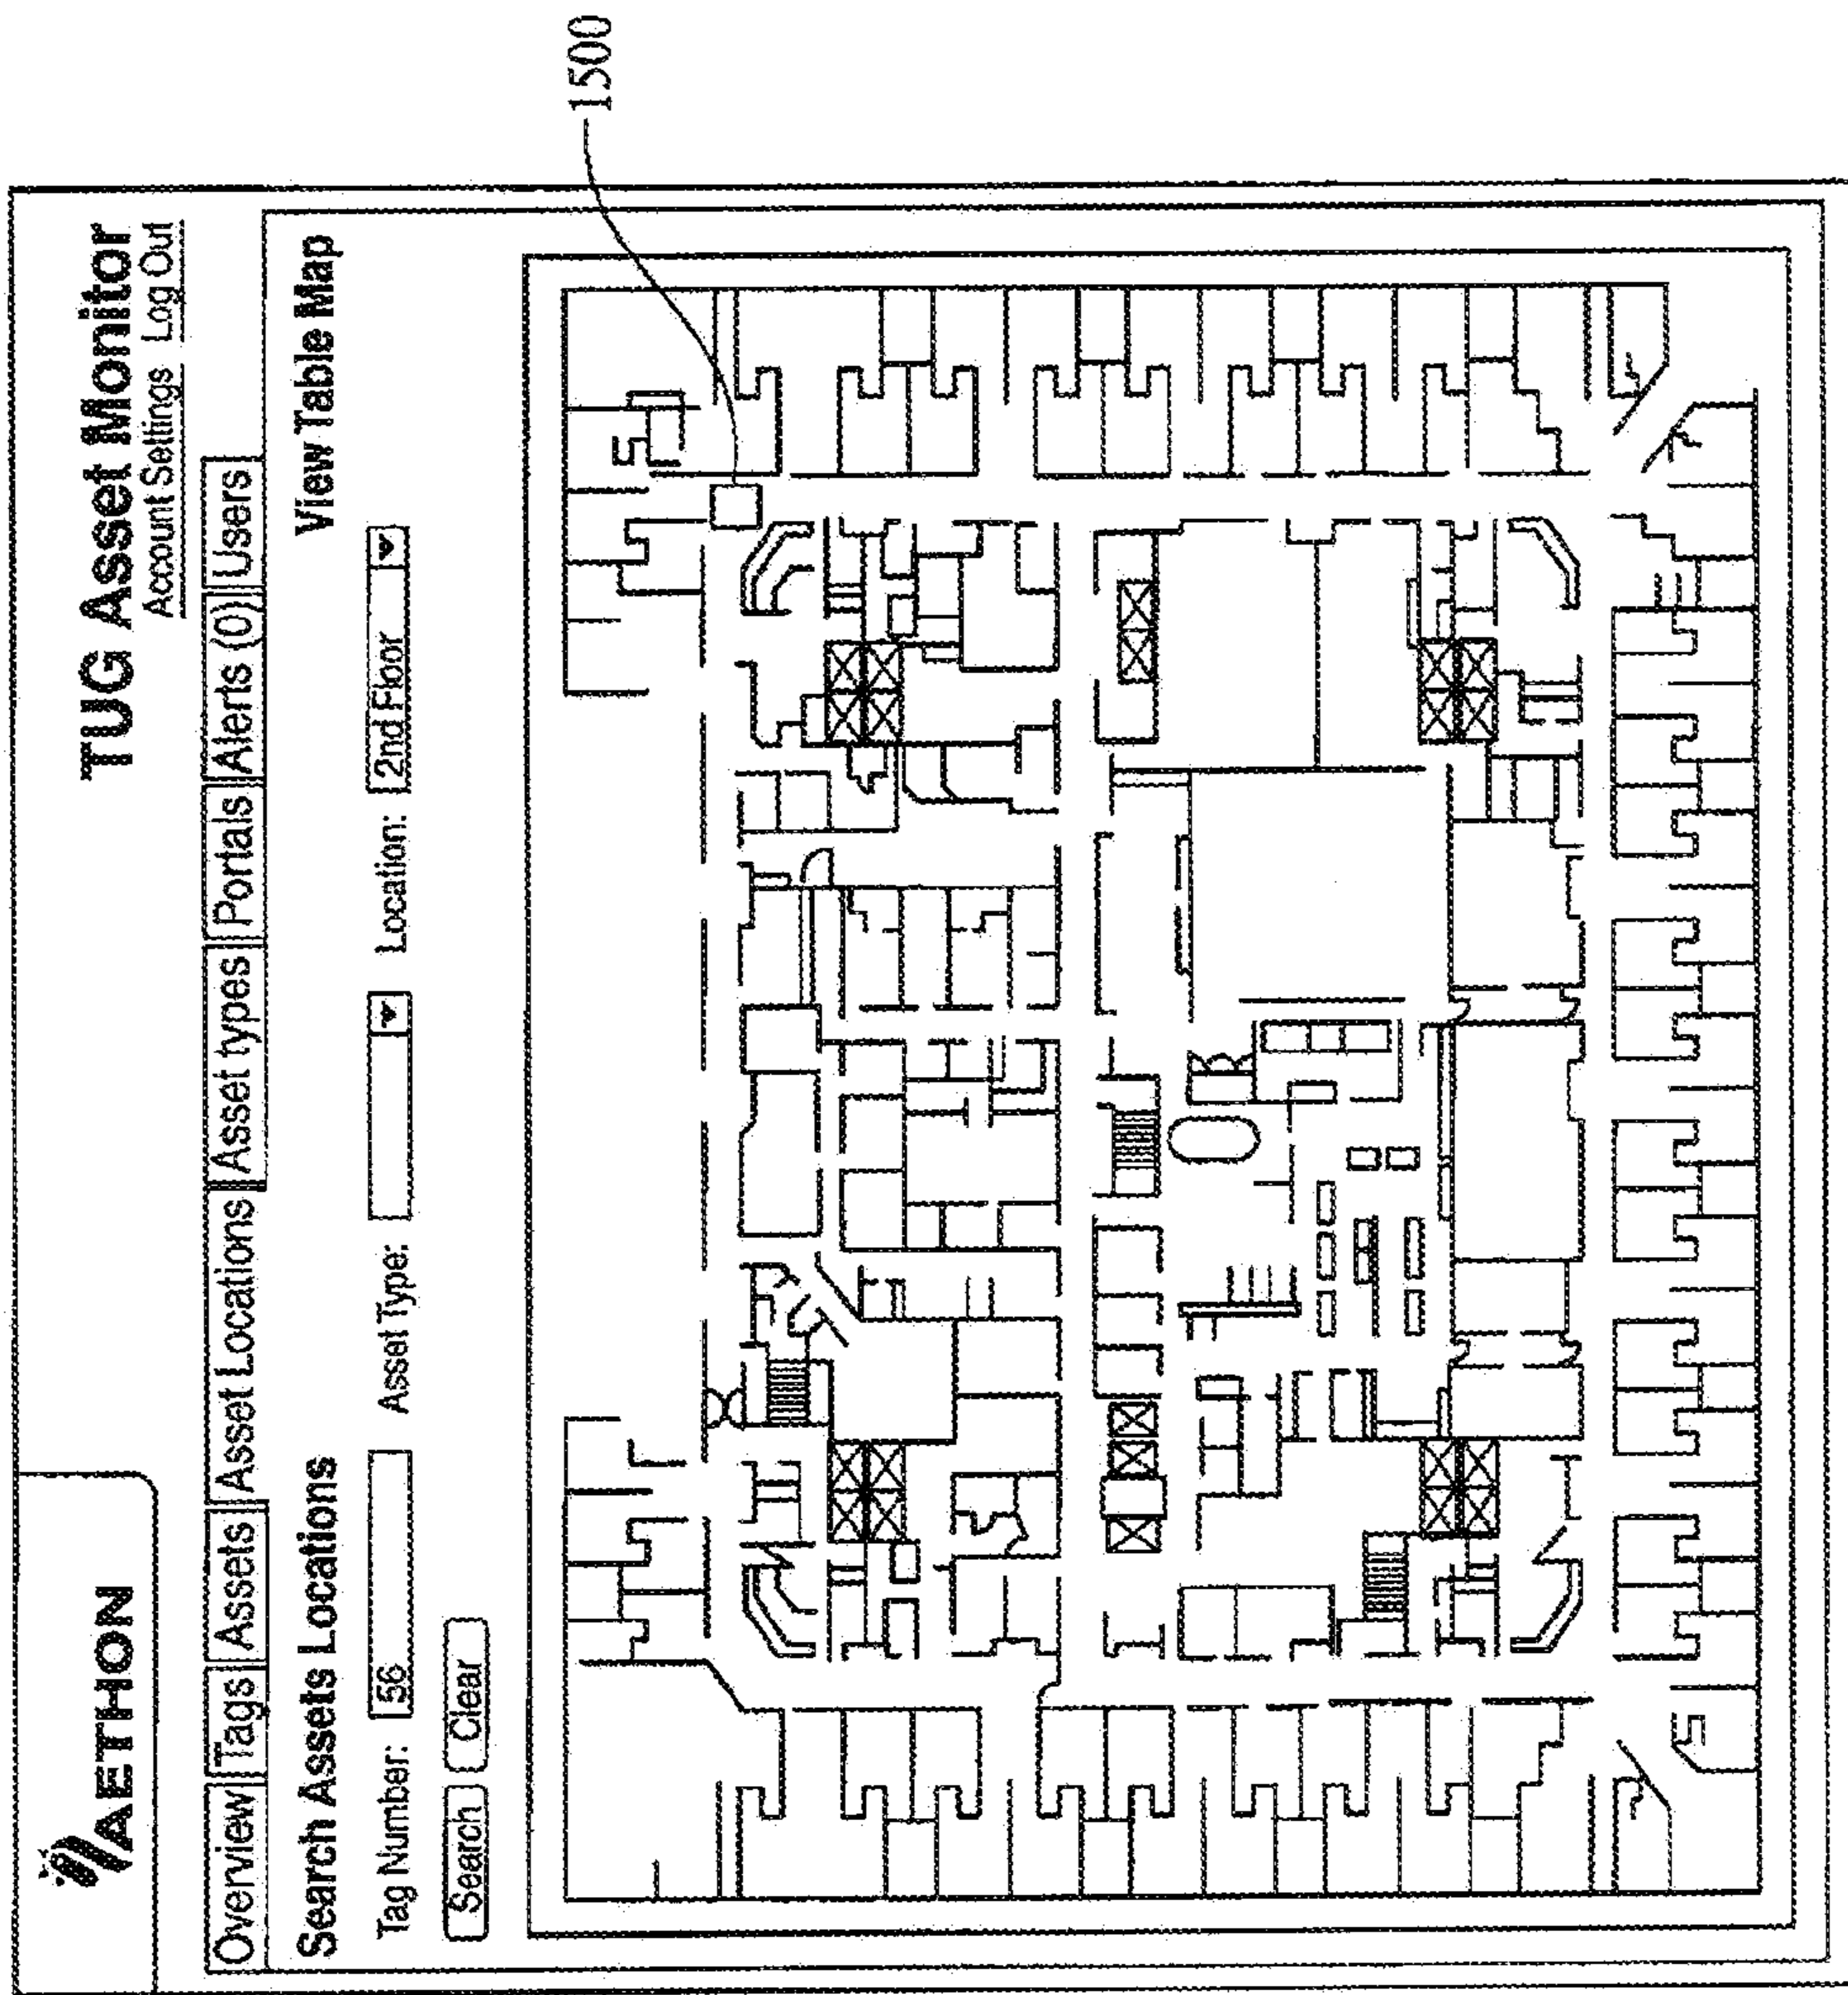 AETHON
TUG Asset Monitor
Account Settings Log Out
Overview Tags Assets Asset Locations Asset types Portals Alerts (0) Users
Search Assets Locations
View Table Map
Tag Number: 56 Asset Type: Location: 2nd Floor
Search Clear
1500